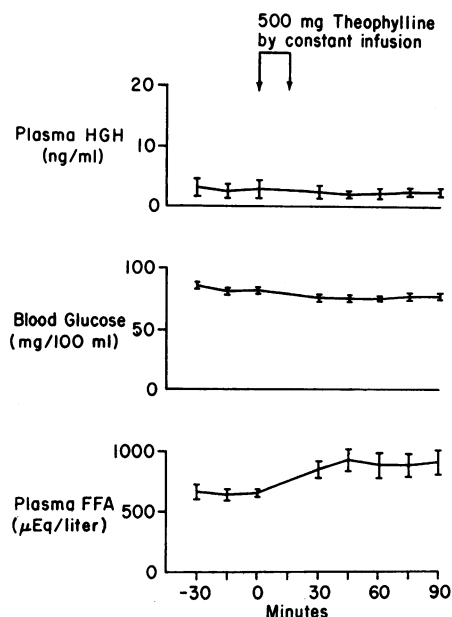 500 mg Theophylline
by constant infusion
20
Plasma HGH
(ng/ml)
10
0
100
Blood Glucose
(mg/100 ml)
50
0
1000
Plasma FFA
(μEq/liter)
500
0
-30 0 30 60 90
Minutes